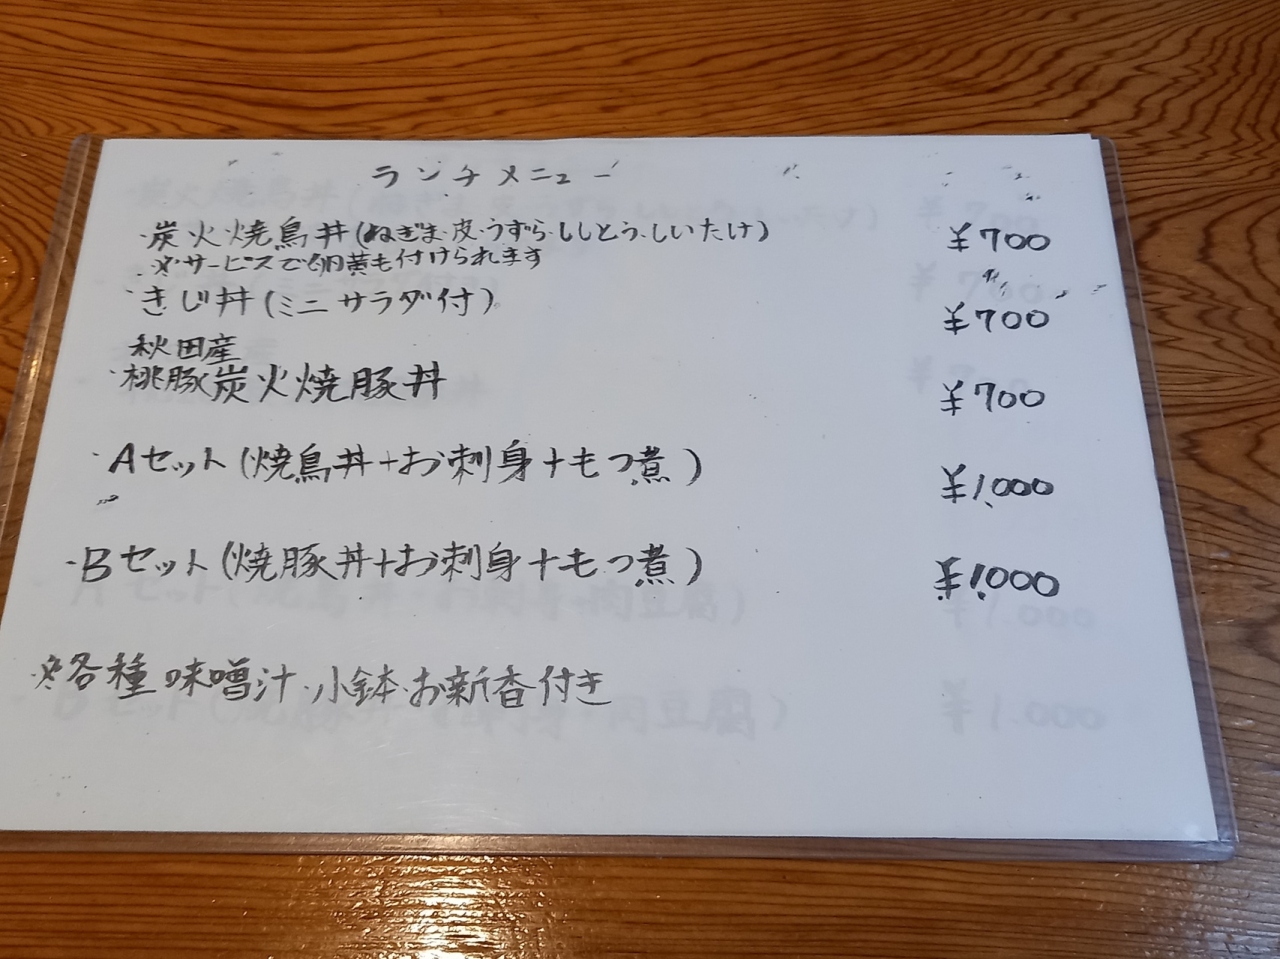 ランチメニュー
・炭火焼鳥丼(ねぎま・皮・うずら・ししとう・しいたけ) ¥700
※サービスで卵黄も付けられます
・きじ丼(ミニサラダ付) ¥700
秋田産
・桃豚炭火焼豚丼 ¥700
・Aセット(焼鳥丼+お刺身+もつ煮) ¥1,000
・Bセット(焼豚丼+お刺身+もつ煮) ¥1,000
※各種味噌汁・小鉢・お新香付き